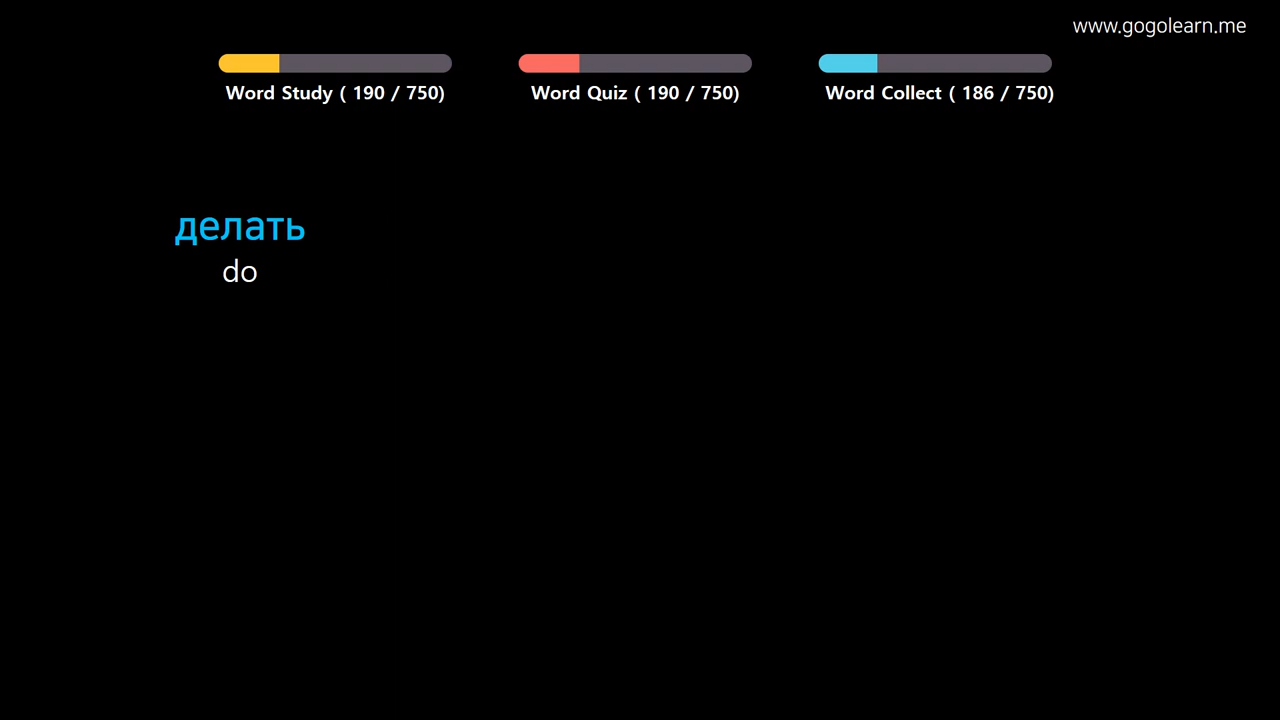 www.gogolearn.me
Word Study ( 190 / 750)
Word Quiz ( 190 / 750)
Word Collect ( 186 / 750)
делать
do